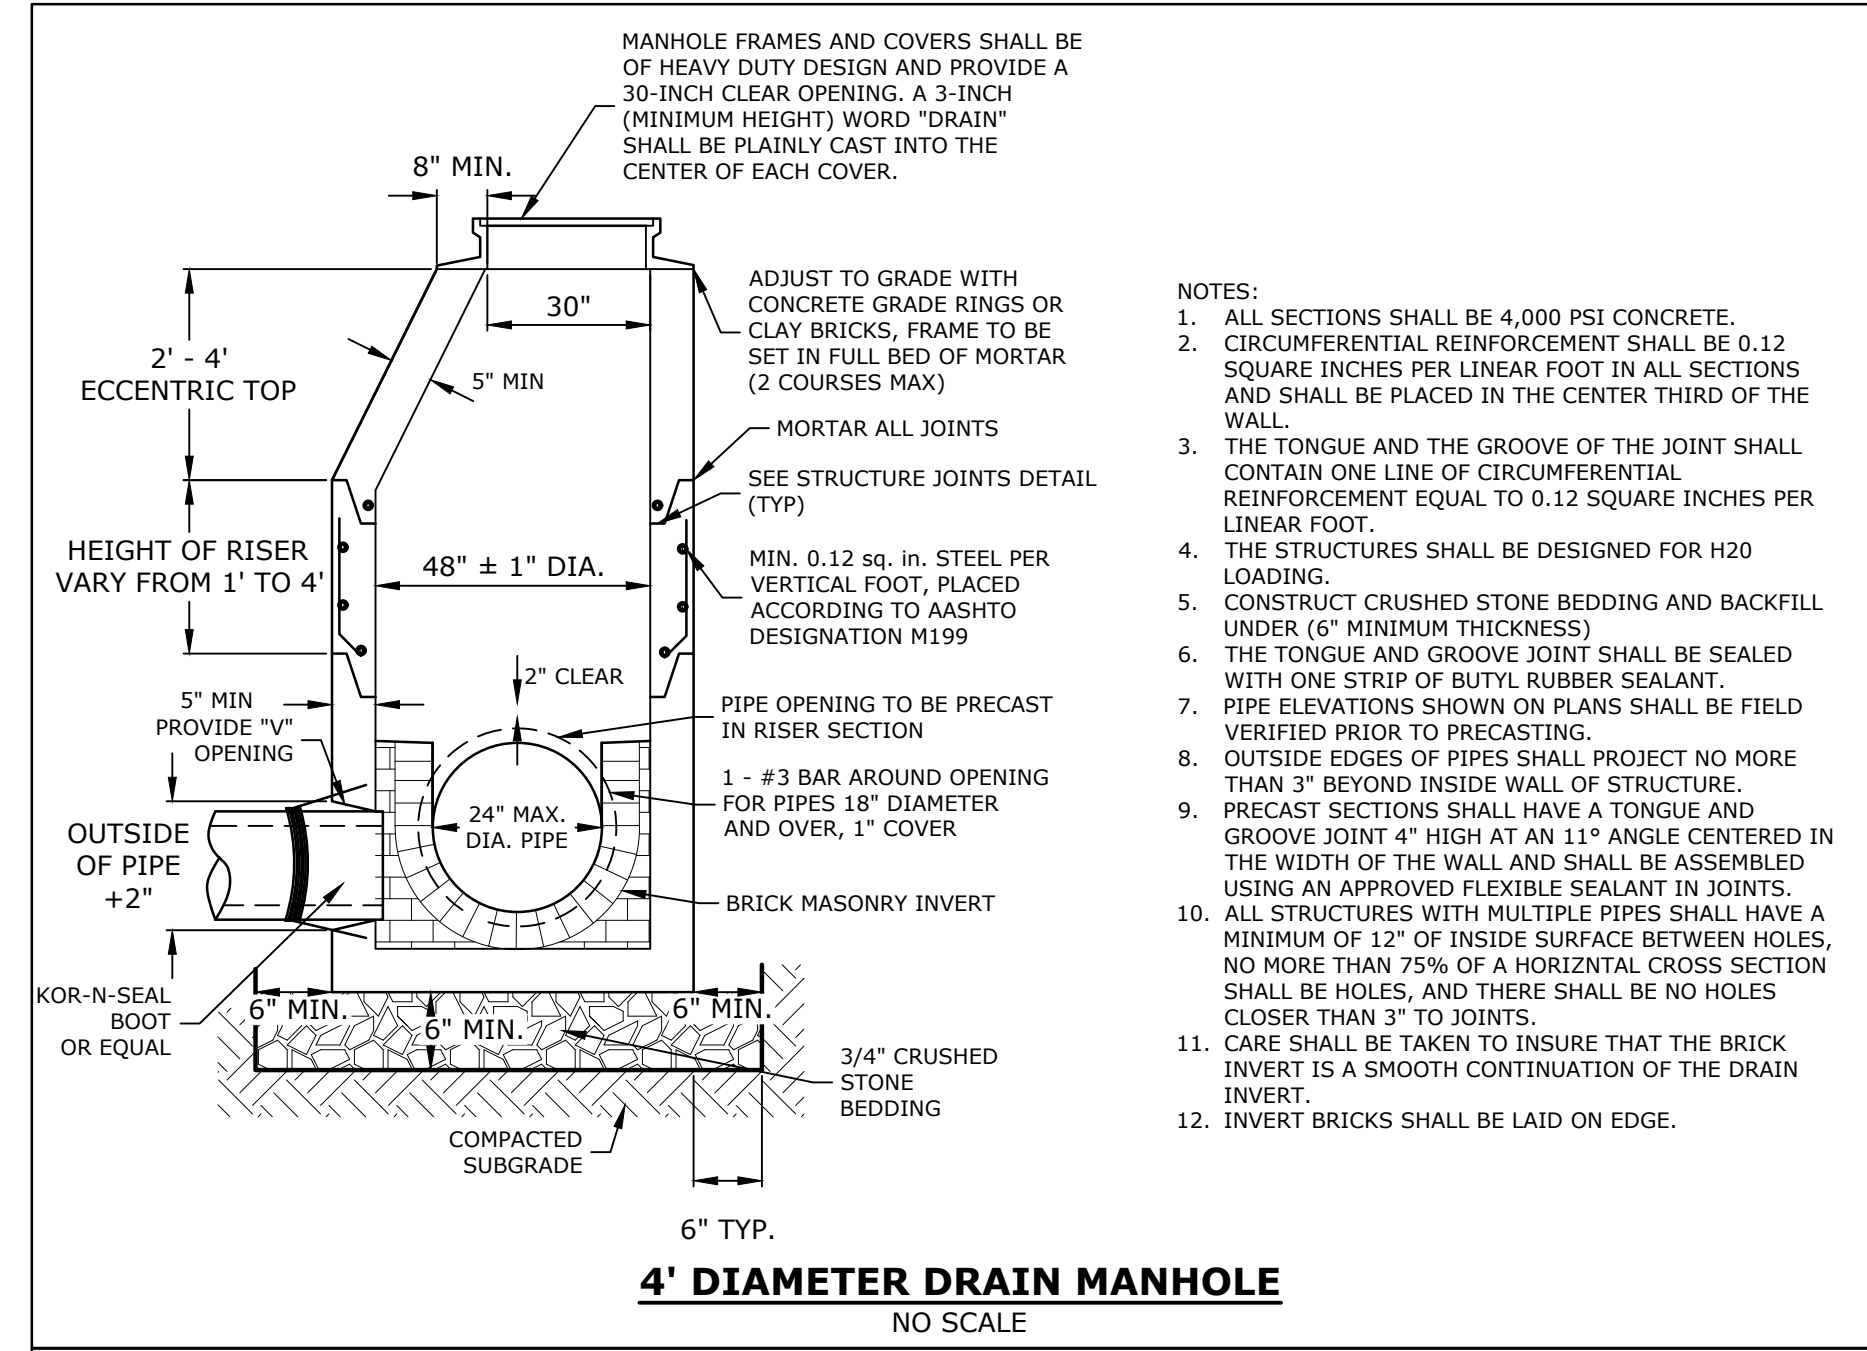 MANHOLE FRAMES AND COVERS SHALL BE
OF HEAVY DUTY DESIGN AND PROVIDE A
30-INCH CLEAR OPENING. A 3-INCH
(MINIMUM HEIGHT) WORD "DRAIN"
SHALL BE PLAINLY CAST INTO THE
CENTER OF EACH COVER.
8" MIN.
30"
ADJUST TO GRADE WITH
CONCRETE GRADE RINGS OR
CLAY BRICKS, FRAME TO BE
SET IN FULL BED OF MORTAR
(2 COURSES MAX)
2' - 4'
ECCENTRIC TOP
5" MIN
MORTAR ALL JOINTS
SEE STRUCTURE JOINTS DETAIL
(TYP)
HEIGHT OF RISER
VARY FROM 1' TO 4'
48" ± 1" DIA.
MIN. 0.12 sq. in. STEEL PER
VERTICAL FOOT, PLACED
ACCORDING TO AASHTO
DESIGNATION M199
2" CLEAR
5" MIN
PROVIDE "V"
OPENING
PIPE OPENING TO BE PRECAST
IN RISER SECTION
1 - #3 BAR AROUND OPENING
FOR PIPES 18" DIAMETER
AND OVER, 1" COVER
24" MAX.
DIA. PIPE
OUTSIDE
OF PIPE
+2"
BRICK MASONRY INVERT
KOR-N-SEAL
BOOT
OR EQUAL
6" MIN.
6" MIN.
6" MIN.
3/4" CRUSHED
STONE
BEDDING
COMPACTED
SUBGRADE
6" TYP.
NOTES:
1. ALL SECTIONS SHALL BE 4,000 PSI CONCRETE.
2. CIRCUMFERENTIAL REINFORCEMENT SHALL BE 0.12
SQUARE INCHES PER LINEAR FOOT IN ALL SECTIONS
AND SHALL BE PLACED IN THE CENTER THIRD OF THE
WALL.
3. THE TONGUE AND THE GROOVE OF THE JOINT SHALL
CONTAIN ONE LINE OF CIRCUMFERENTIAL
REINFORCEMENT EQUAL TO 0.12 SQUARE INCHES PER
LINEAR FOOT.
4. THE STRUCTURES SHALL BE DESIGNED FOR H20
LOADING.
5. CONSTRUCT CRUSHED STONE BEDDING AND BACKFILL
UNDER (6" MINIMUM THICKNESS)
6. THE TONGUE AND GROOVE JOINT SHALL BE SEALED
WITH ONE STRIP OF BUTYL RUBBER SEALANT.
7. PIPE ELEVATIONS SHOWN ON PLANS SHALL BE FIELD
VERIFIED PRIOR TO PRECASTING.
8. OUTSIDE EDGES OF PIPES SHALL PROJECT NO MORE
THAN 3" BEYOND INSIDE WALL OF STRUCTURE.
9. PRECAST SECTIONS SHALL HAVE A TONGUE AND
GROOVE JOINT 4" HIGH AT AN 11° ANGLE CENTERED IN
THE WIDTH OF THE WALL AND SHALL BE ASSEMBLED
USING AN APPROVED FLEXIBLE SEALANT IN JOINTS.
10. ALL STRUCTURES WITH MULTIPLE PIPES SHALL HAVE A
MINIMUM OF 12" OF INSIDE SURFACE BETWEEN HOLES,
NO MORE THAN 75% OF A HORIZNTAL CROSS SECTION
SHALL BE HOLES, AND THERE SHALL BE NO HOLES
CLOSER THAN 3" TO JOINTS.
11. CARE SHALL BE TAKEN TO INSURE THAT THE BRICK
INVERT IS A SMOOTH CONTINUATION OF THE DRAIN
INVERT.
12. INVERT BRICKS SHALL BE LAID ON EDGE.
4' DIAMETER DRAIN MANHOLE
NO SCALE